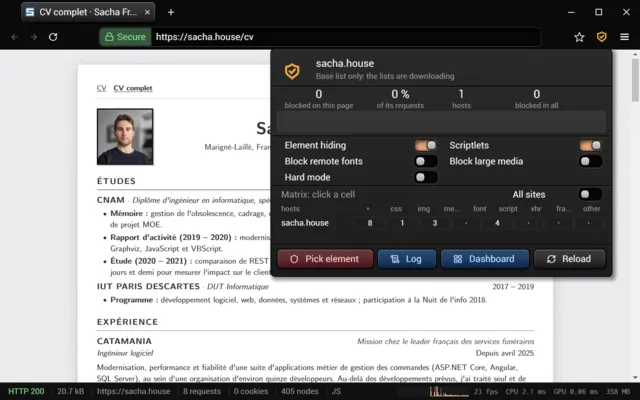 CV complet · Sacha Fr...
Secure
https://sacha.house/cv
sacha.house
Base list only: the lists are downloading
0 0 % 1 0
blocked on this page of its requests hosts blocked in all
Element hiding
Scriptlets
Block remote fonts
Block large media
Hard mode
Matrix: click a cell
All sites
hosts * css img me... font script xhr fra... other
sacha.house 8 1 3 · · 4 · · ·
Pick element
Log
Dashboard
Reload
CV CV complet
Sa
Marigné-Laillé, Fran
ÉTUDES
CNAM · Diplôme d'ingénieur en informatique, spé
• Mémoire : gestion de l'obsolescence, cadrage,
de projet MOE.
• Rapport d'activité (2019 – 2020) : modernis
Graphviz, JavaScript et VBScript.
• Étude (2020 – 2021) : comparaison de REST
jours et demi pour mesurer l'impact sur le client
IUT PARIS DESCARTES · DUT Informatique 2017 – 2019
• Programme : développement logiciel, web, données, systèmes et réseaux ; participation à la Nuit de l'info 2018.
EXPÉRIENCE
CATAMANIA Mission chez le leader français des services funéraires
Ingénieur logiciel Depuis avril 2025
Modernisation, performance et fiabilité d'une suite d'applications métier de gestion des commandes (ASP.NET Core, Angular,
SQL Server), au sein d'une organisation d'environ quinze développeurs. Au-delà des développements prévus, j'ai traité seul et de
HTTP 200 20.7 kB https://sacha.house 8 requests 0 cookies 405 nodes JS 23 fps CPU 2.1 ms GPU 0.06 ms 358 MB